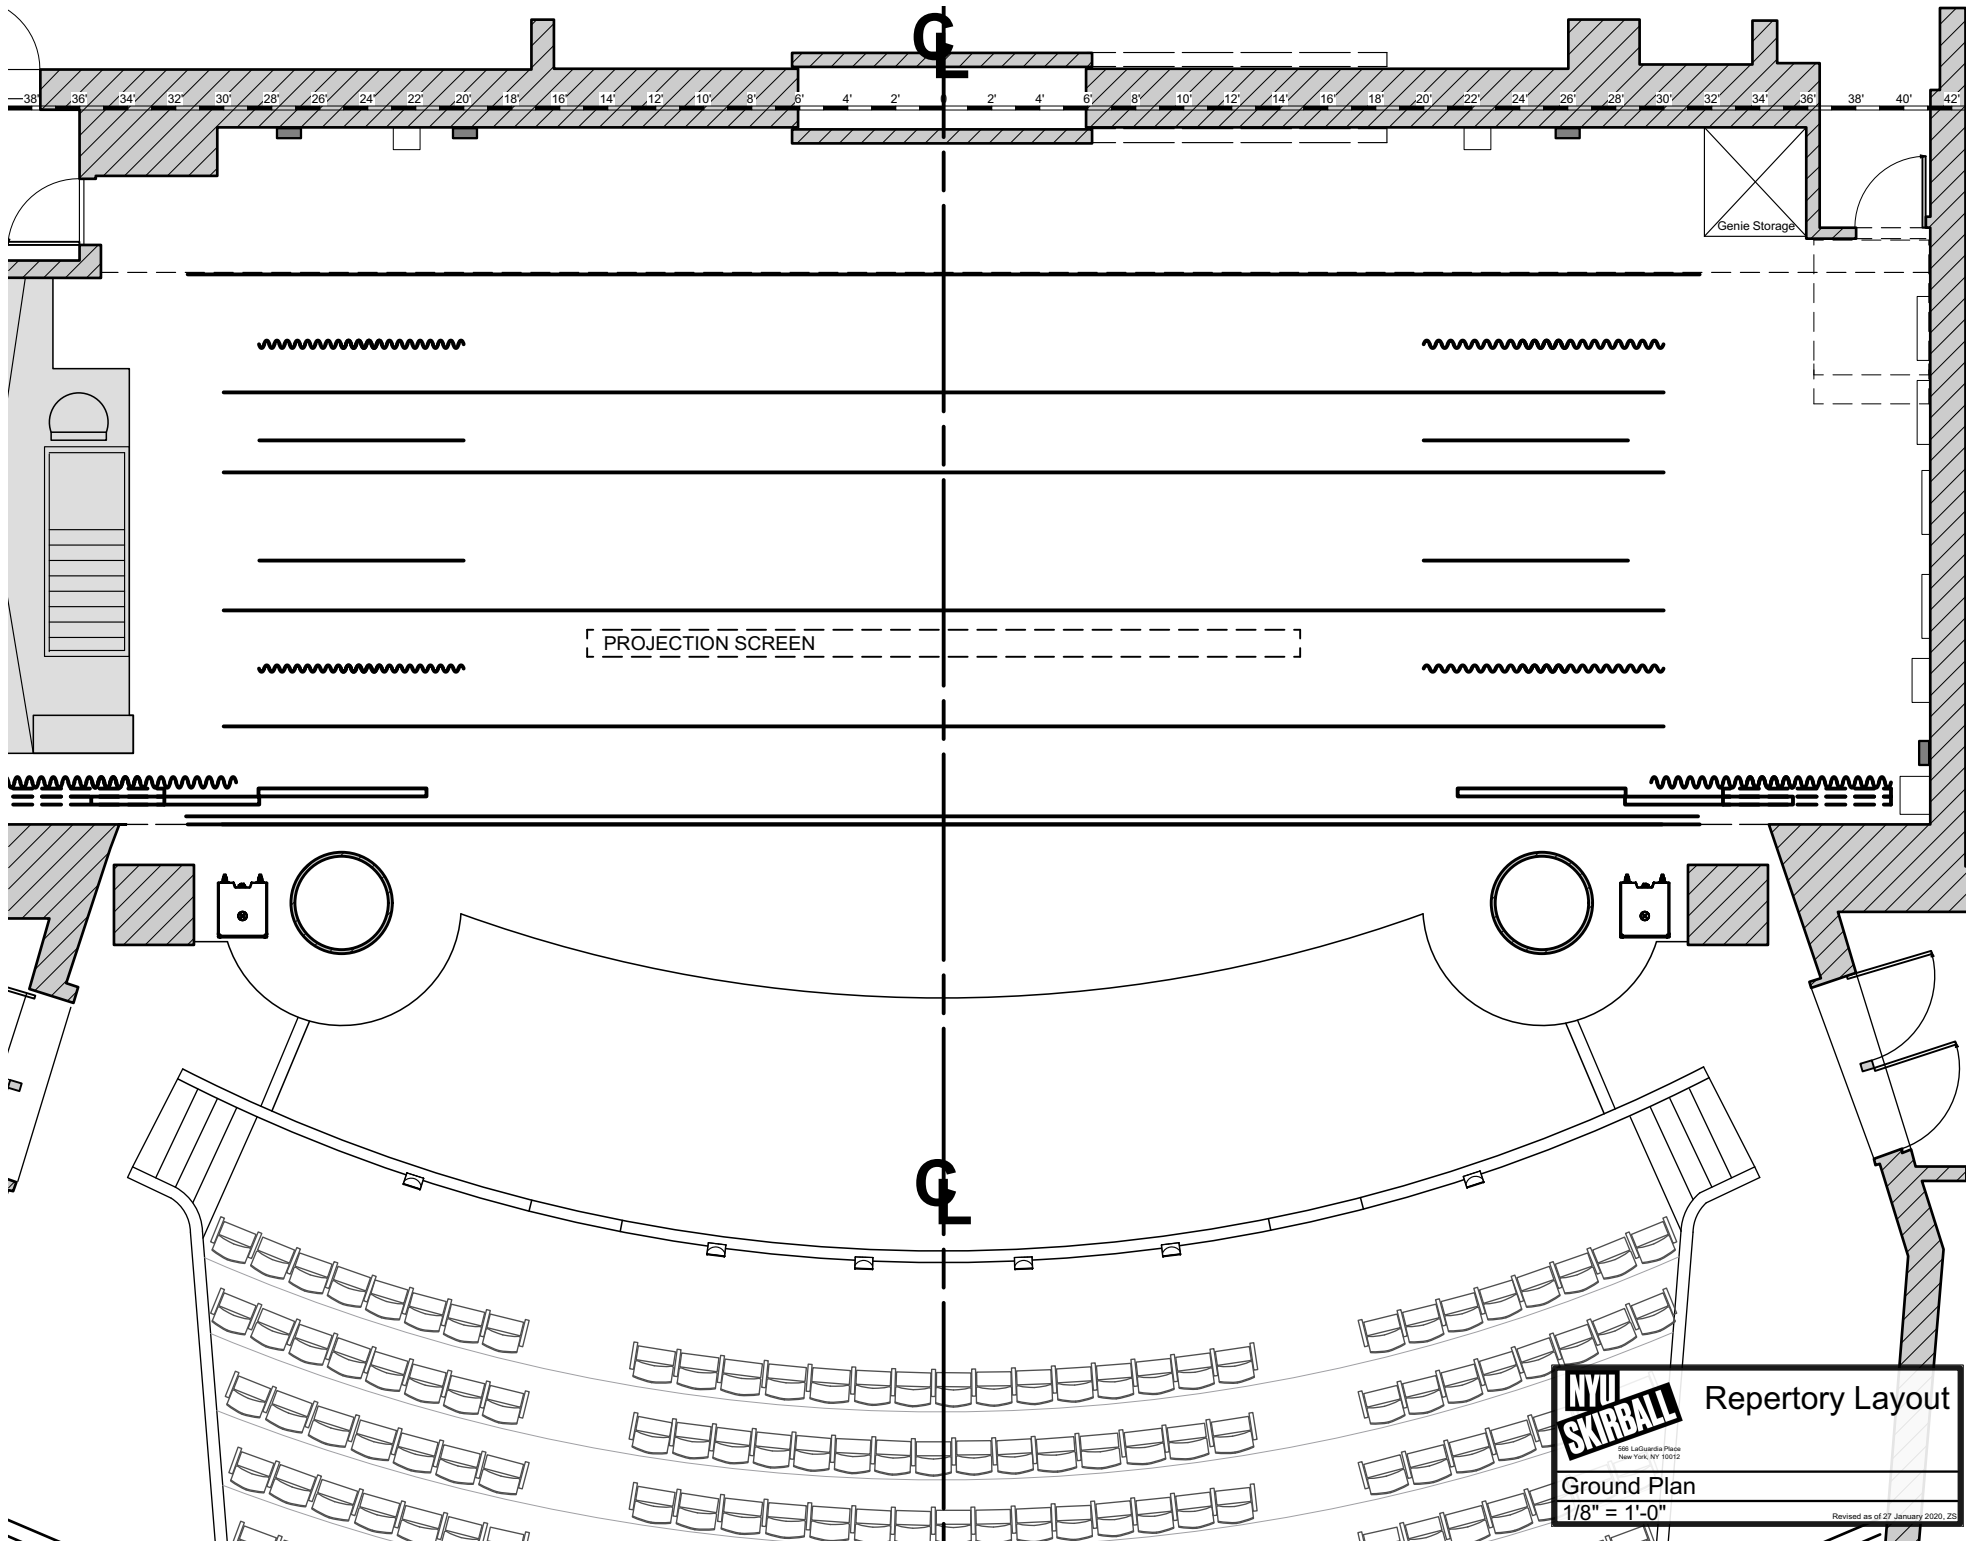 CL
38' 36' 34' 32' 30' 28' 26' 24' 22' 20' 18' 16' 14' 12' 10' 8' 6' 4' 2' 0 2' 4' 6' 8' 10' 12' 14' 16' 18' 20' 22' 24' 26' 28' 30' 32' 34' 36' 38' 40' 42'
Genie Storage
PROJECTION SCREEN
CL
NYU
SKIRBALL
Repertory Layout
566 LaGuardia Place
New York, NY 10012
Ground Plan
1/8" = 1'-0"
Revised as of 27 January 2020, ZS